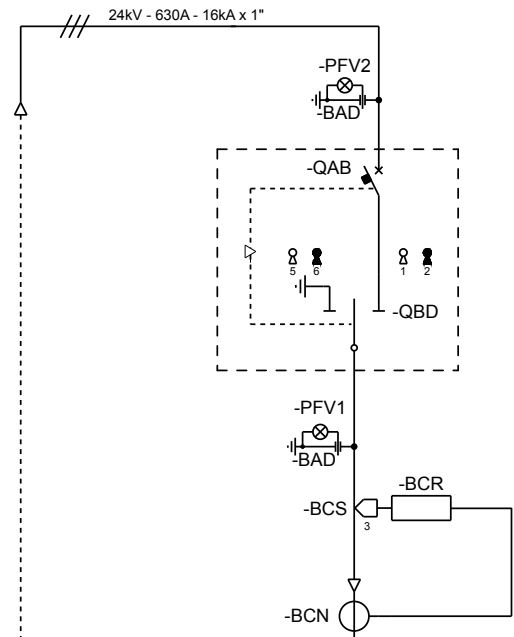 24kV - 630A - 16kA x 1"
-PFV2
-BAD
-QAB
5 6 1 2
-QBD
-PFV1
-BAD
-BCR
-BCS
3
-BCN